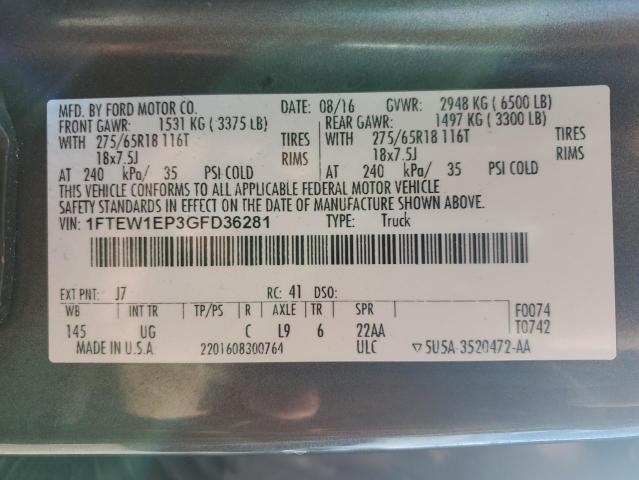 MFD. BY FORD MOTOR CO. DATE: 08/16 GVWR: 2948 KG ( 6500 LB)
FRONT GAWR: 1531 KG ( 3375 LB) REAR GAWR: 1497 KG ( 3300 LB)
WITH 275/65R18 116T TIRES WITH 275/65R18 116T TIRES
18x7.5J RIMS 18x7.5J RIMS
AT 240 kPa/ 35 PSI COLD AT 240 kPa/ 35 PSI COLD
THIS VEHICLE CONFORMS TO ALL APPLICABLE FEDERAL MOTOR VEHICLE
SAFETY STANDARDS IN EFFECT ON THE DATE OF MANUFACTURE SHOWN ABOVE.
VIN: 1FTEW1EP3GFD36281 TYPE: Truck
EXT PNT: J7 RC: 41 DSO:
WB INT TR TP/PS R AXLE TR SPR F0074
145 UG C L9 6 22AA T0742
MADE IN U.S.A. 2201608300764 ULC ▽5U5A-3520472-AA